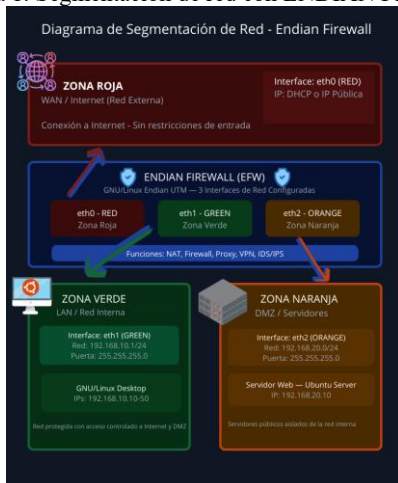 Diagrama de Segmentación de Red - Endian Firewall
ZONA ROJA
WAN / Internet (Red Externa)
Conexión a Internet - Sin restricciones de entrada
Interface: eth0 (RED)
IP: DHCP o IP Pública
ENDIAN FIREWALL (EFW)
GNU/Linux Endian UTM — 3 Interfaces de Red Configuradas
eth0 - RED
Zona Roja
eth1 - GREEN
Zona Verde
eth2 - ORANGE
Zona Naranja
Funciones: NAT, Firewall, Proxy, VPN, IDS/IPS
ZONA VERDE
LAN / Red Interna
Interface: eth1 (GREEN)
Red: 192.168.10.1/24
Puerta: 255.255.255.0
GNU/Linux Desktop
IPs: 192.168.10.10-50
Red protegida con acceso controlado a Internet y DMZ
ZONA NARANJA
DMZ / Servidores
Interface: eth2 (ORANGE)
Red: 192.168.20.0/24
Puerta: 255.255.255.0
Servidor Web — Ubuntu Server
IP: 192.168.20.10
Servidores públicos aislados de la red interna